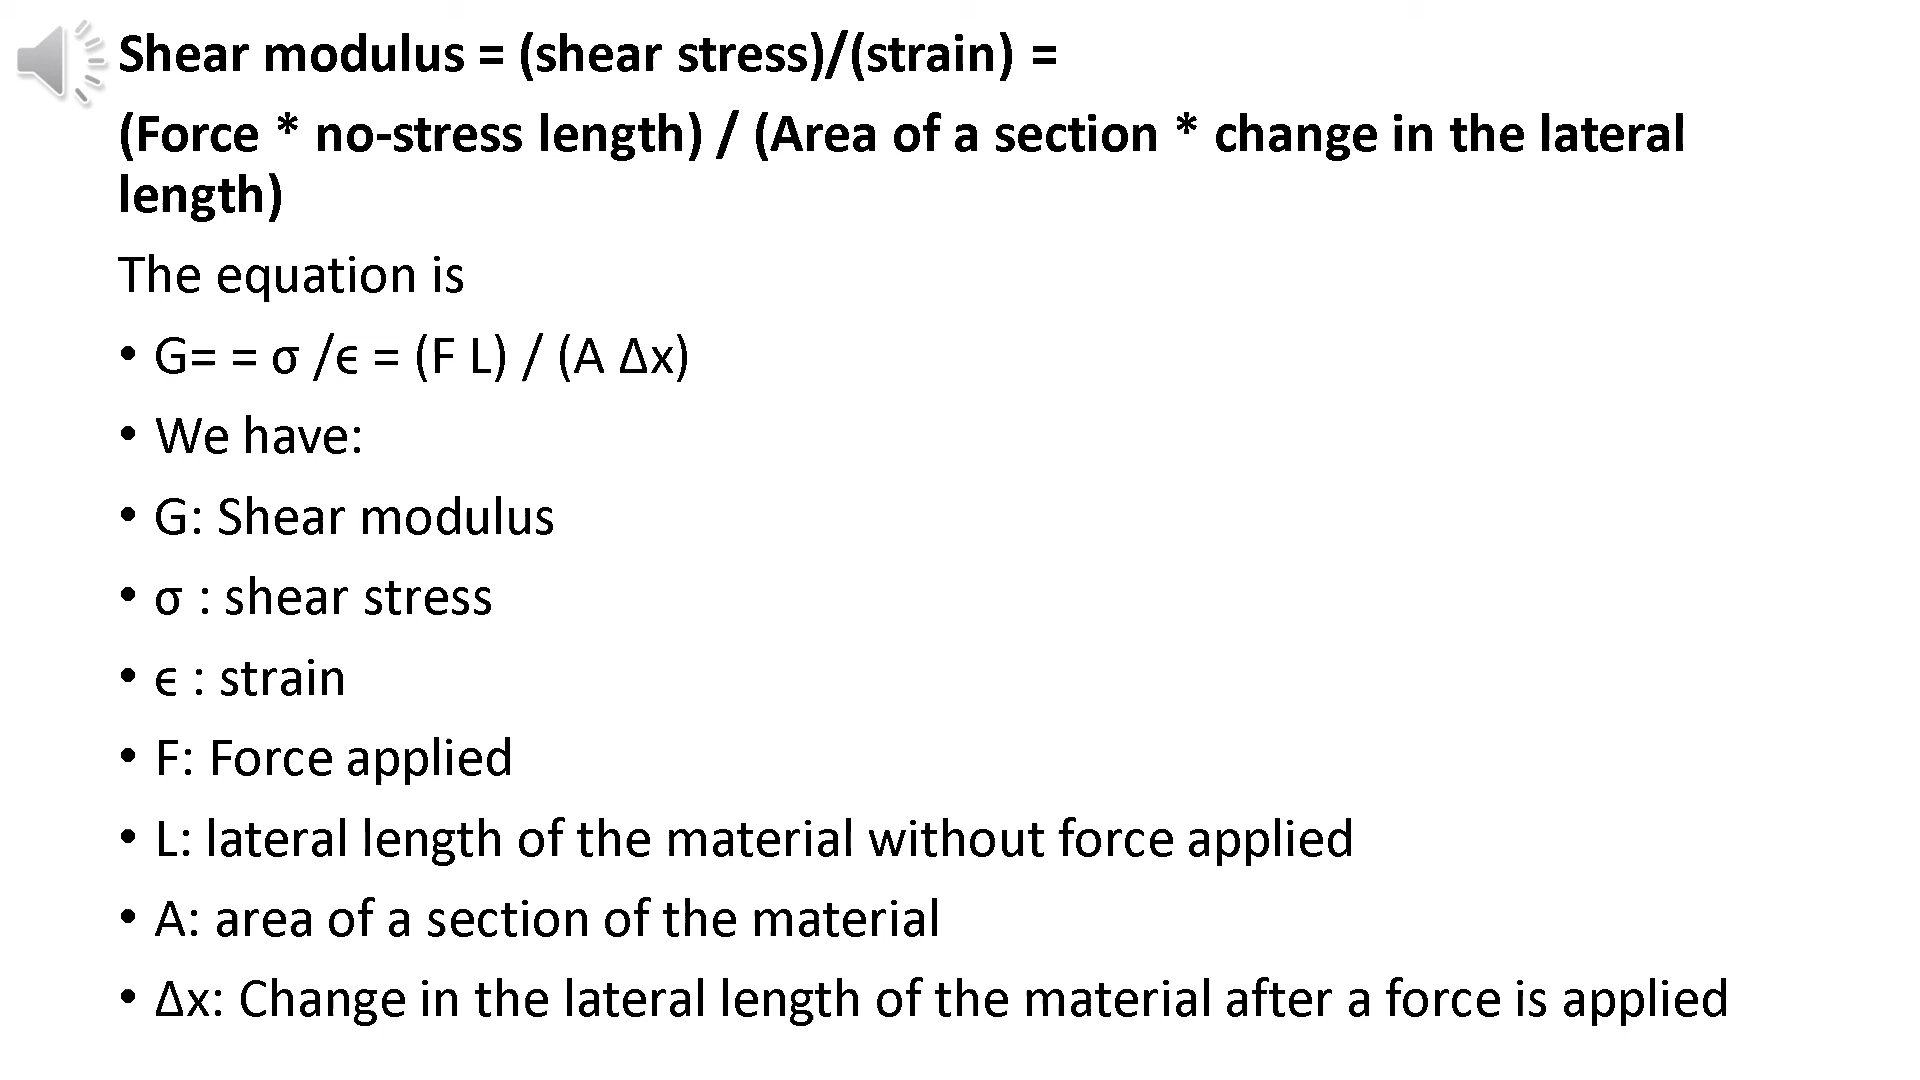 Shear modulus = (shear stress)/(strain) =
(Force * no-stress length) / (Area of a section * change in the lateral
length)
The equation is
• G= = σ /ϵ = (F L) / (A Δx)
• We have:
• G: Shear modulus
• σ : shear stress
• ϵ : strain
• F: Force applied
• L: lateral length of the material without force applied
• A: area of a section of the material
• Δx: Change in the lateral length of the material after a force is applied